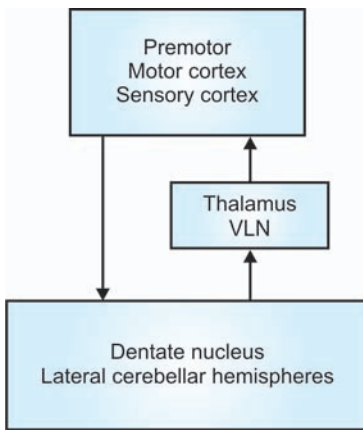 Premotor
Motor cortex
Sensory cortex
Thalamus
VLN
Dentate nucleus
Lateral cerebellar hemispheres